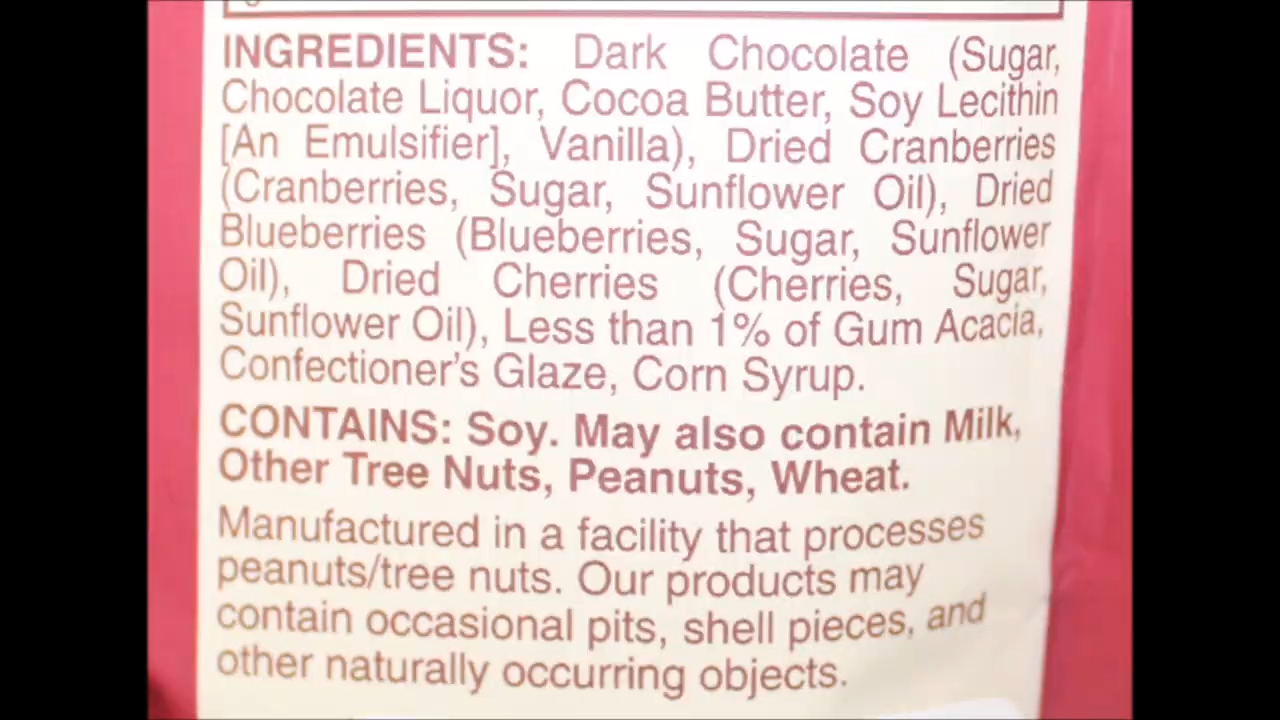 INGREDIENTS: Dark Chocolate (Sugar,
Chocolate Liquor, Cocoa Butter, Soy Lecithin
[An Emulsifier], Vanilla), Dried Cranberries
(Cranberries, Sugar, Sunflower Oil), Dried
Blueberries (Blueberries, Sugar, Sunflower
Oil), Dried Cherries (Cherries, Sugar,
Sunflower Oil), Less than 1% of Gum Acacia,
Confectioner's Glaze, Corn Syrup.
CONTAINS: Soy. May also contain Milk,
Other Tree Nuts, Peanuts, Wheat.
Manufactured in a facility that processes
peanuts/tree nuts. Our products may
contain occasional pits, shell pieces, and
other naturally occurring objects.